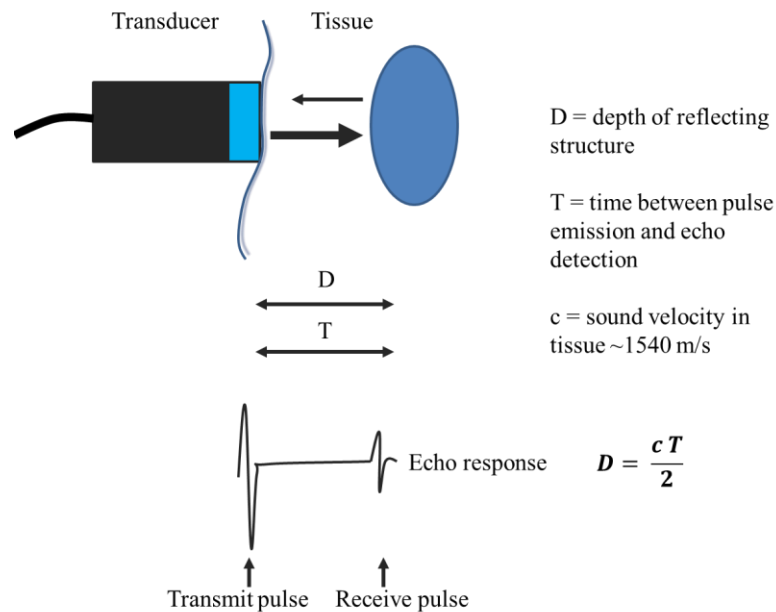 Transducer
Tissue
D = depth of reflecting
structure
T = time between pulse
emission and echo
detection
c = sound velocity in
tissue ~1540 m/s
D
T
Echo response
D = c T / 2
Transmit pulse
Receive pulse